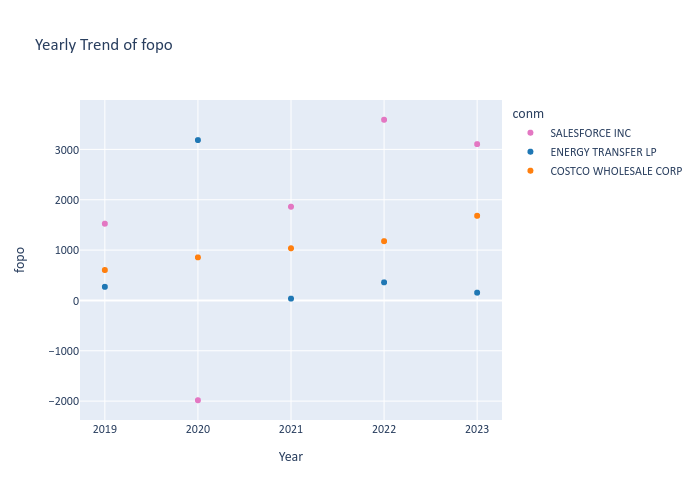 Yearly Trend of fopo
conm
SALESFORCE INC
ENERGY TRANSFER LP
COSTCO WHOLESALE CORP
3000
2000
1000
0
−1000
−2000
fopo
2019 2020 2021 2022 2023
Year